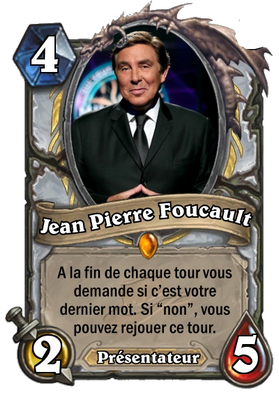 4
Jean Pierre Foucault
A la fin de chaque tour vous
demande si c'est votre
dernier mot. Si “non”, vous
pouvez rejouer ce tour.
2
Présentateur
5